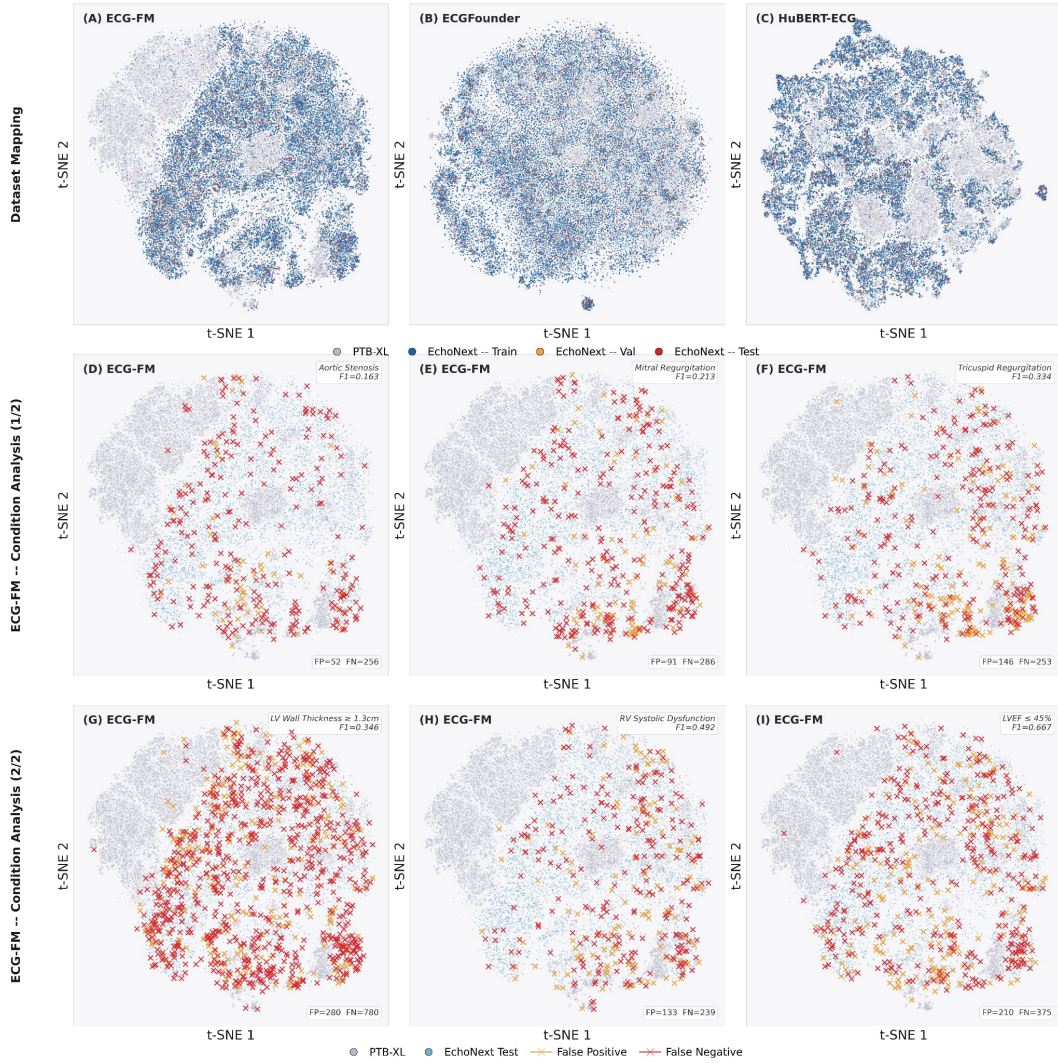 Dataset Mapping
(A) ECG-FM
t-SNE 2
t-SNE 1
(B) ECGFounder
t-SNE 2
t-SNE 1
(C) HuBERT-ECG
t-SNE 2
t-SNE 1
PTB-XL
EchoNext -- Train
EchoNext -- Val
EchoNext -- Test
ECG-FM -- Condition Analysis (1/2)
(D) ECG-FM
Aortic Stenosis
F1=0.163
t-SNE 2
FP=52 FN=256
t-SNE 1
(E) ECG-FM
Mitral Regurgitation
F1=0.213
t-SNE 2
FP=91 FN=286
t-SNE 1
(F) ECG-FM
Tricuspid Regurgitation
F1=0.334
t-SNE 2
FP=146 FN=253
t-SNE 1
ECG-FM -- Condition Analysis (2/2)
(G) ECG-FM
LV Wall Thickness ≥ 1.3cm
F1=0.346
t-SNE 2
FP=280 FN=780
t-SNE 1
(H) ECG-FM
RV Systolic Dysfunction
F1=0.492
t-SNE 2
FP=133 FN=239
t-SNE 1
(I) ECG-FM
LVEF ≤ 45%
F1=0.667
t-SNE 2
FP=210 FN=375
t-SNE 1
PTB-XL
EchoNext Test
False Positive
False Negative